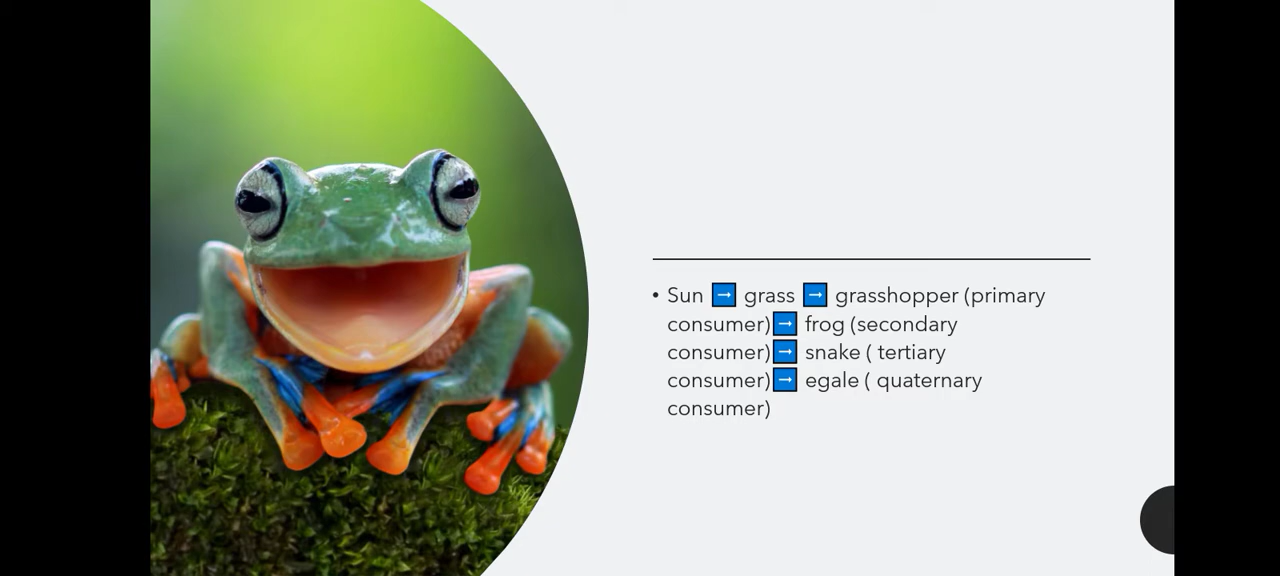 • Sun ➡ grass ➡ grasshopper (primary
consumer)➡ frog (secondary
consumer)➡ snake ( tertiary
consumer)➡ egale ( quaternary
consumer)